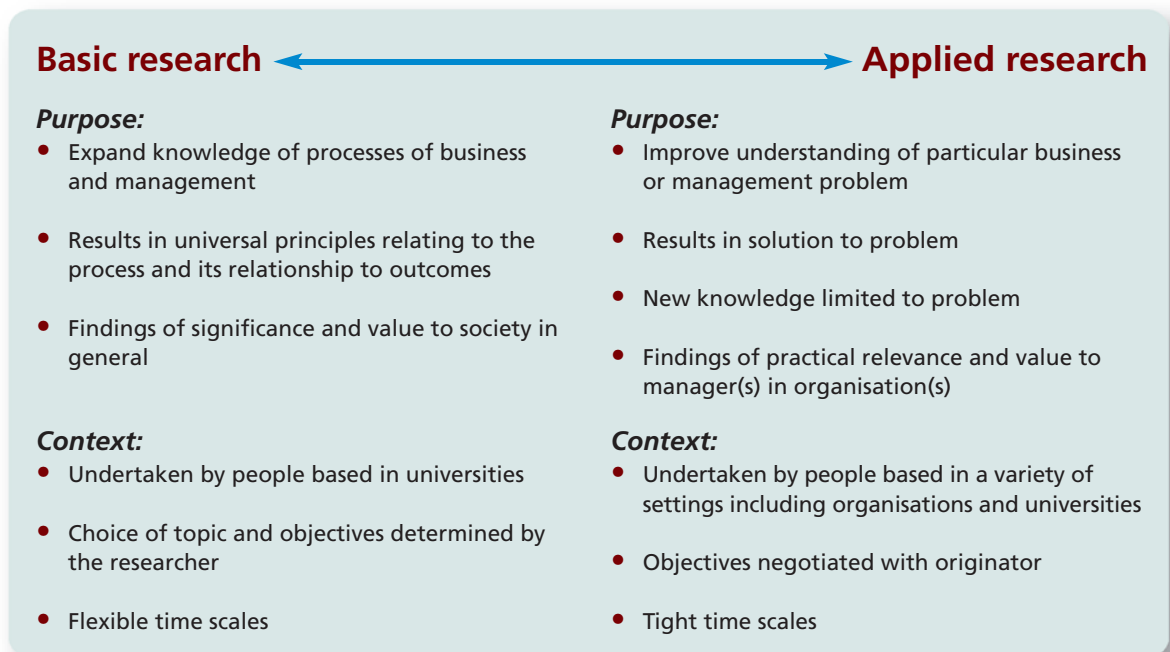 Basic research
Applied research
Purpose:
• Expand knowledge of processes of business
and management
• Results in universal principles relating to the
process and its relationship to outcomes
• Findings of significance and value to society in
general
Context:
• Undertaken by people based in universities
• Choice of topic and objectives determined by
the researcher
• Flexible time scales
Purpose:
• Improve understanding of particular business
or management problem
• Results in solution to problem
• New knowledge limited to problem
• Findings of practical relevance and value to
manager(s) in organisation(s)
Context:
• Undertaken by people based in a variety of
settings including organisations and universities
• Objectives negotiated with originator
• Tight time scales